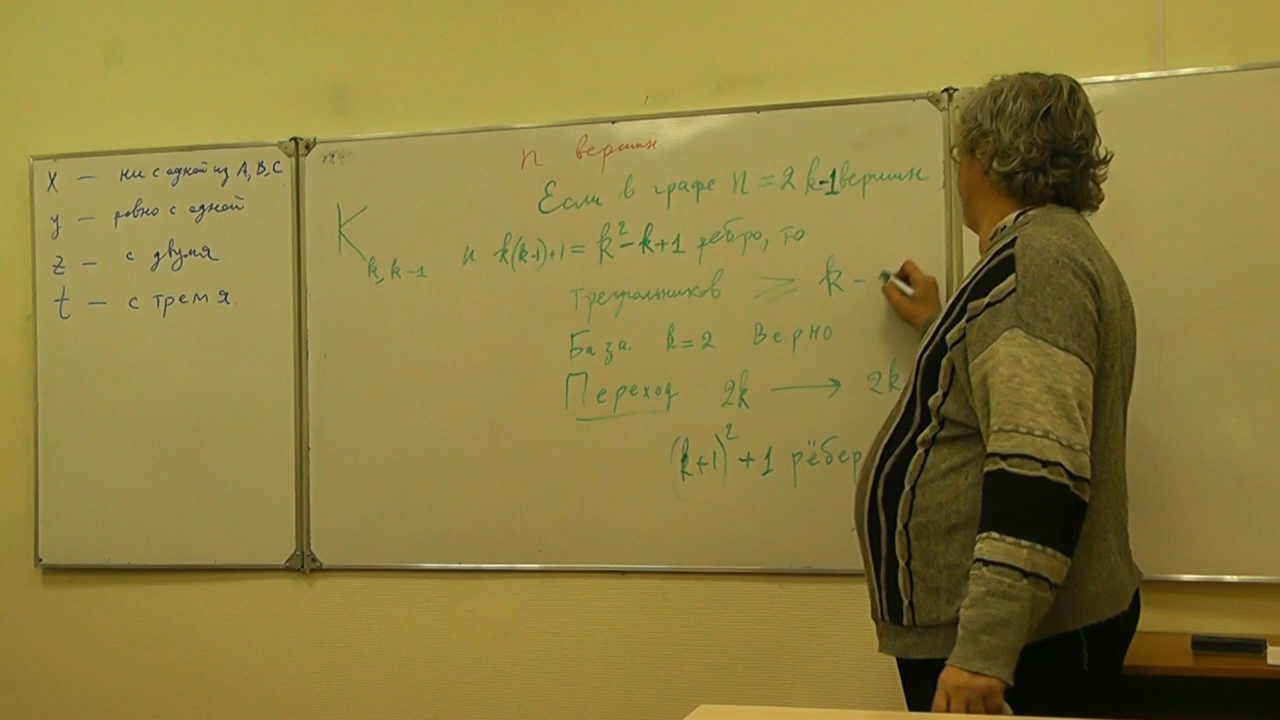 x — ни с одной из A, B, C
y — ровно с одной
z — с двумя
t — с тремя
n вершин
Если в графе n = 2k-1 вершин
K_{k, k-1}
и k(k-1)+1 = k²-k+1 ребро, то
треугольников ≥ k -
База. k=2 Верно
Переход 2k → 2k
(k+1)² + 1 рёбер